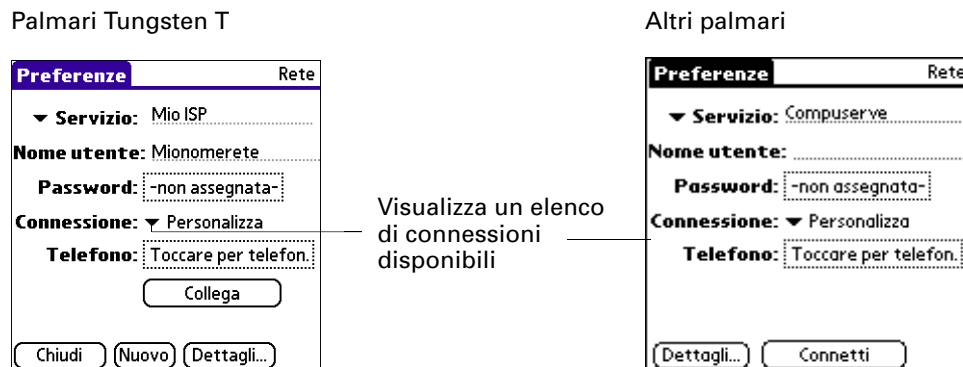 Palmari Tungsten T
Preferenze Rete
Servizio: Mio ISP
Nome utente: Mionomerete
Password: -non assegnata-
Connessione: Personalizza
Telefono: Toccare per telefon.
Collega
Chiudi Nuovo Dettagli...
Visualizza un elenco
di connessioni
disponibili
Altri palmari
Preferenze Rete
Servizio: Compuserve
Nome utente:
Password: -non assegnata-
Connessione: Personalizza
Telefono: Toccare per telefon.
Dettagli... Connetti